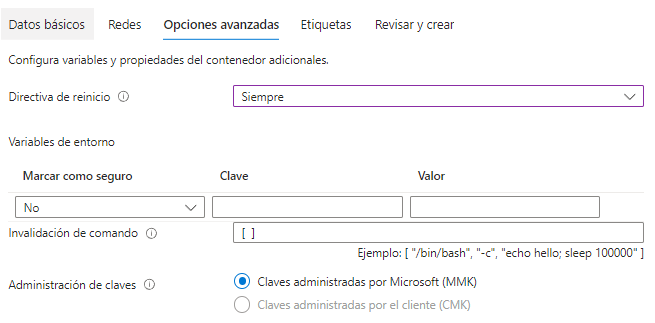 Datos básicos Redes Opciones avanzadas Etiquetas Revisar y crear
Configura variables y propiedades del contenedor adicionales.
Directiva de reinicio Siempre
Variables de entorno
Marcar como seguro Clave Valor
No
Invalidación de comando [ ]
Ejemplo: [ "/bin/bash", "-c", "echo hello; sleep 100000" ]
Administración de claves Claves administradas por Microsoft (MMK)
Claves administradas por el cliente (CMK)